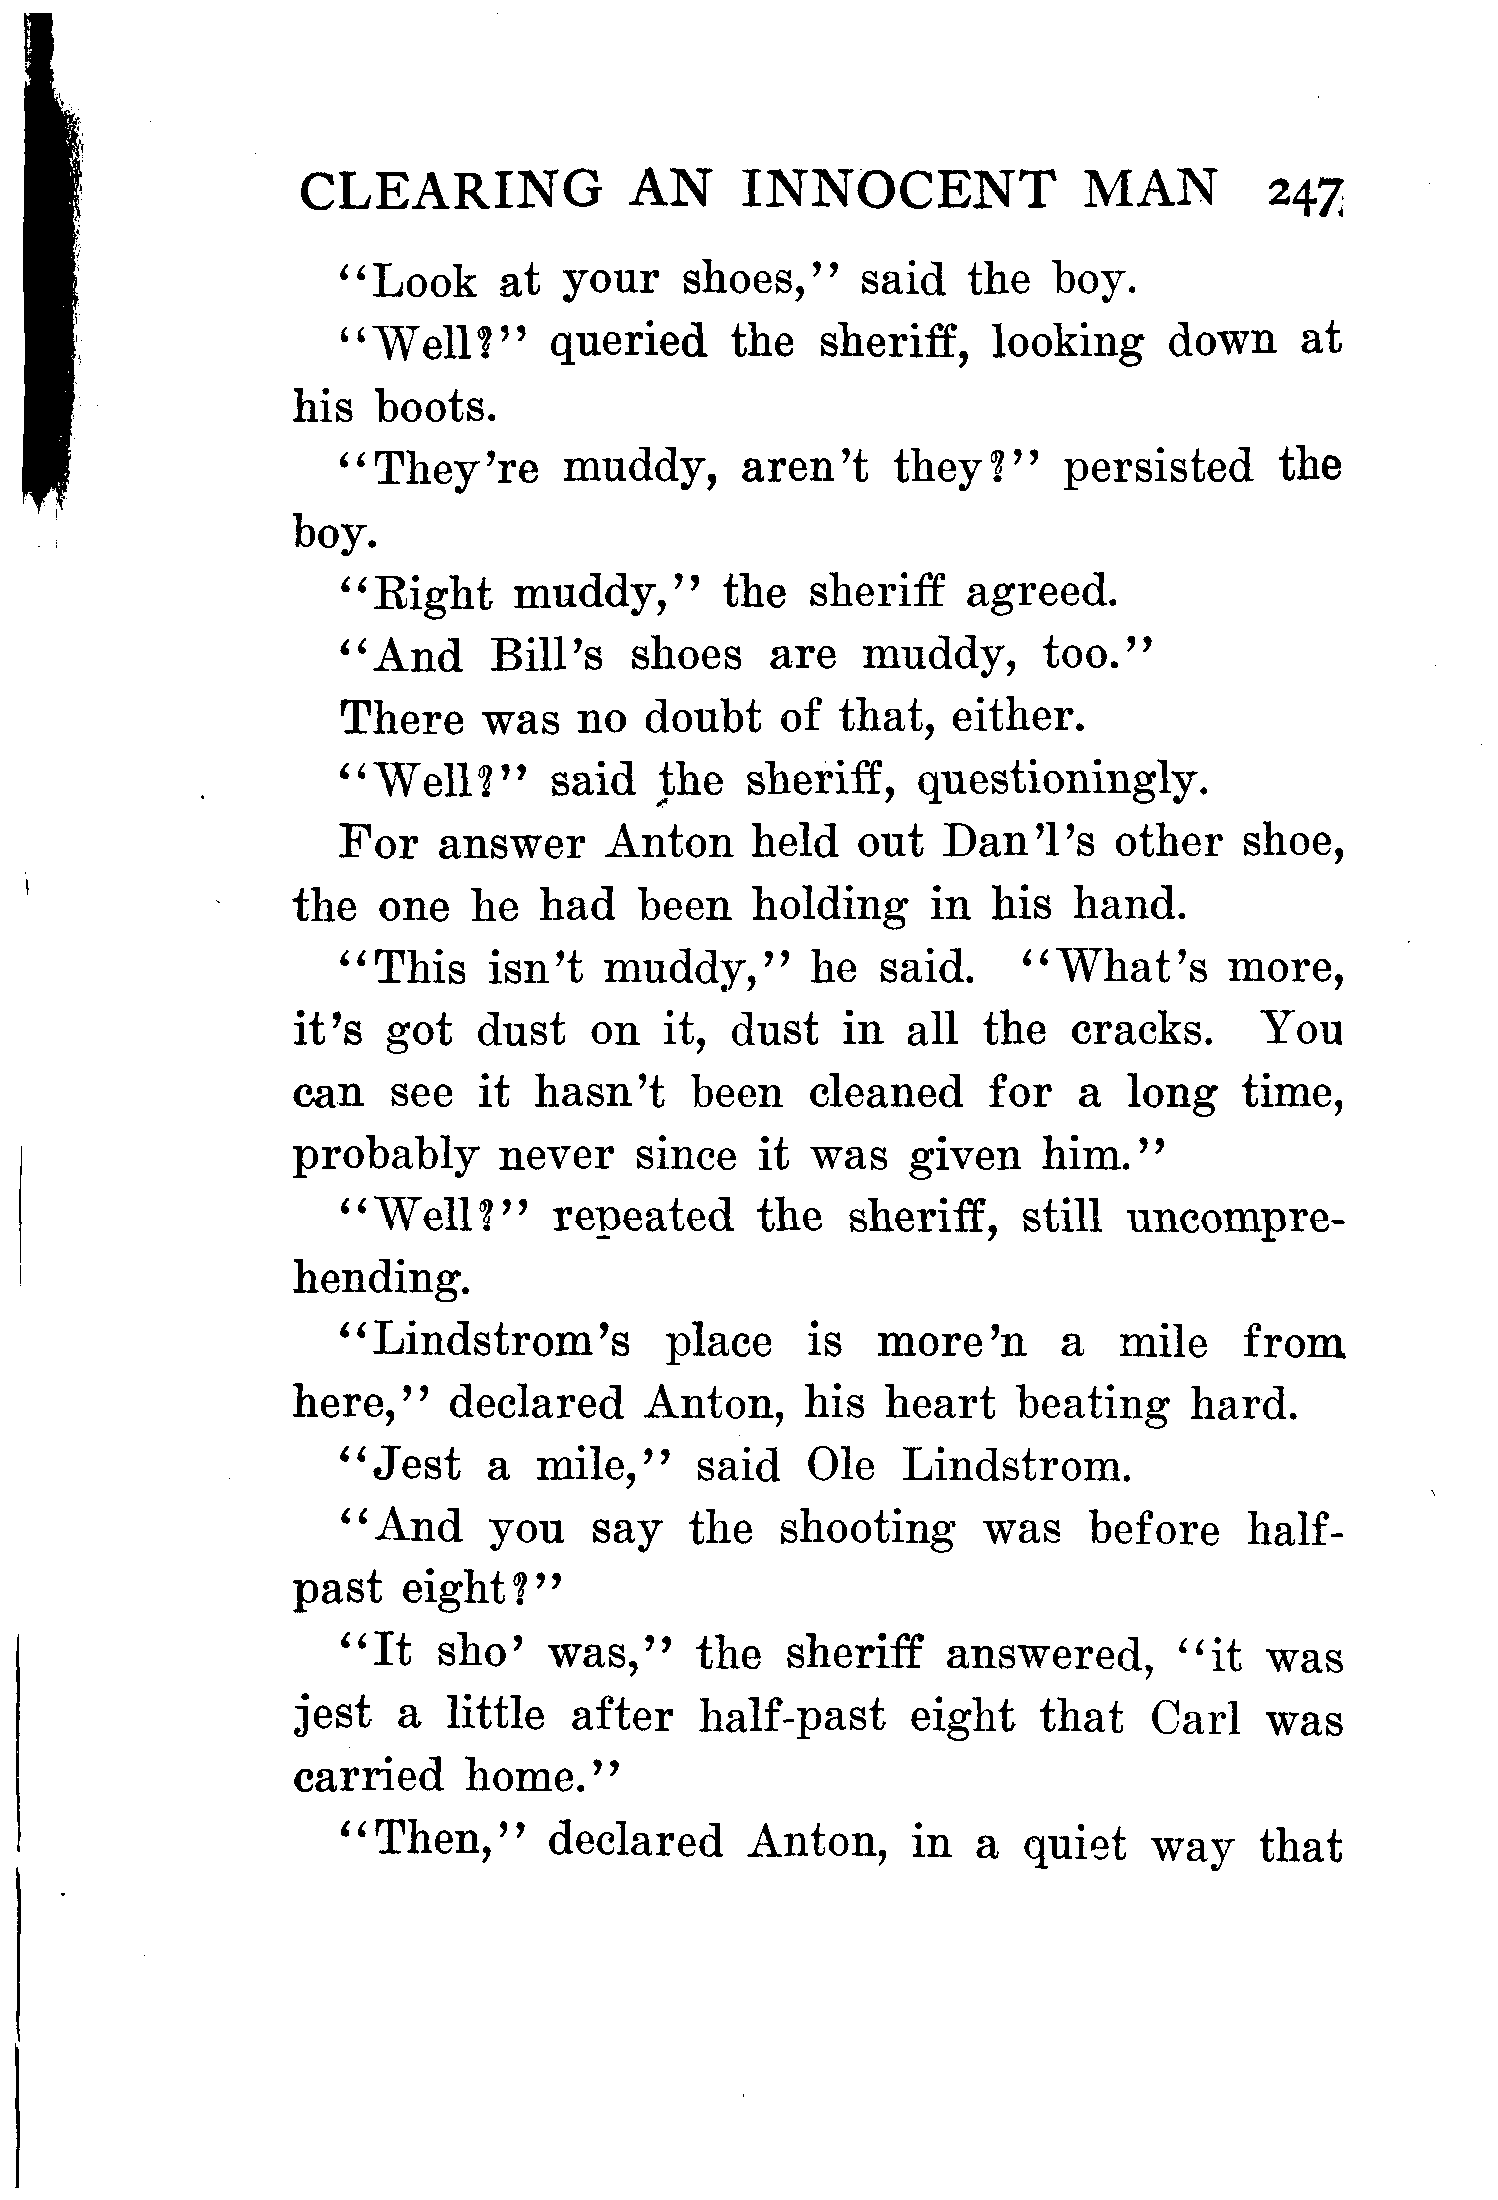 CLEARING AN INNOCENT MAN 247
"Look at your shoes," said the boy.
"Well?" queried the sheriff, looking down at
his boots.
"They're muddy, aren't they?" persisted the
boy.
"Right muddy," the sheriff agreed.
"And Bill's shoes are muddy, too."
There was no doubt of that, either.
"Well?" said the sheriff, questioningly.
For answer Anton held out Dan'l's other shoe,
the one he had been holding in his hand.
"This isn't muddy," he said. "What's more,
it's got dust on it, dust in all the cracks. You
can see it hasn't been cleaned for a long time,
probably never since it was given him."
"Well?" repeated the sheriff, still uncompre-
hending.
"Lindstrom's place is more'n a mile from
here," declared Anton, his heart beating hard.
"Jest a mile," said Ole Lindstrom.
"And you say the shooting was before half-
past eight?"
"It sho' was," the sheriff answered, "it was
jest a little after half-past eight that Carl was
carried home."
"Then," declared Anton, in a quiet way that